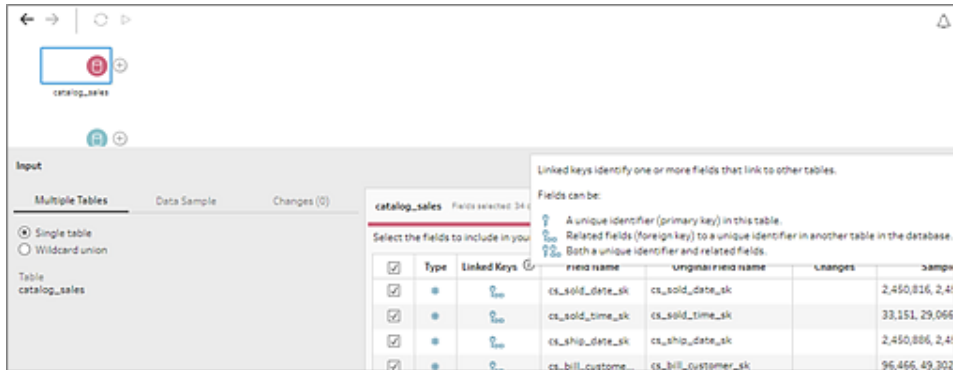 catalog_sales
Input
Multiple Tables
Data Sample
Changes (0)
Single table
Wildcard union
Table
catalog_sales
catalog_sales Fields selected: 34
Select the fields to include in
Linked keys identify one or more fields that link to other tables.
Fields can be:
A unique identifier (primary key) in this table.
Related fields (foreign key) to a unique identifier in another table in the database.
Both a unique identifier and related fields.
Type Linked Keys Field Name Original Field Name Changes
cs_sold_date_sk cs_sold_date_sk 2,450,816, 2,45
cs_sold_time_sk cs_sold_time_sk 33,151, 29,066
cs_ship_date_sk cs_ship_date_sk 2,450,886, 2,45
cs_bill_custome... cs_bill_customer_sk 96,466, 49,302